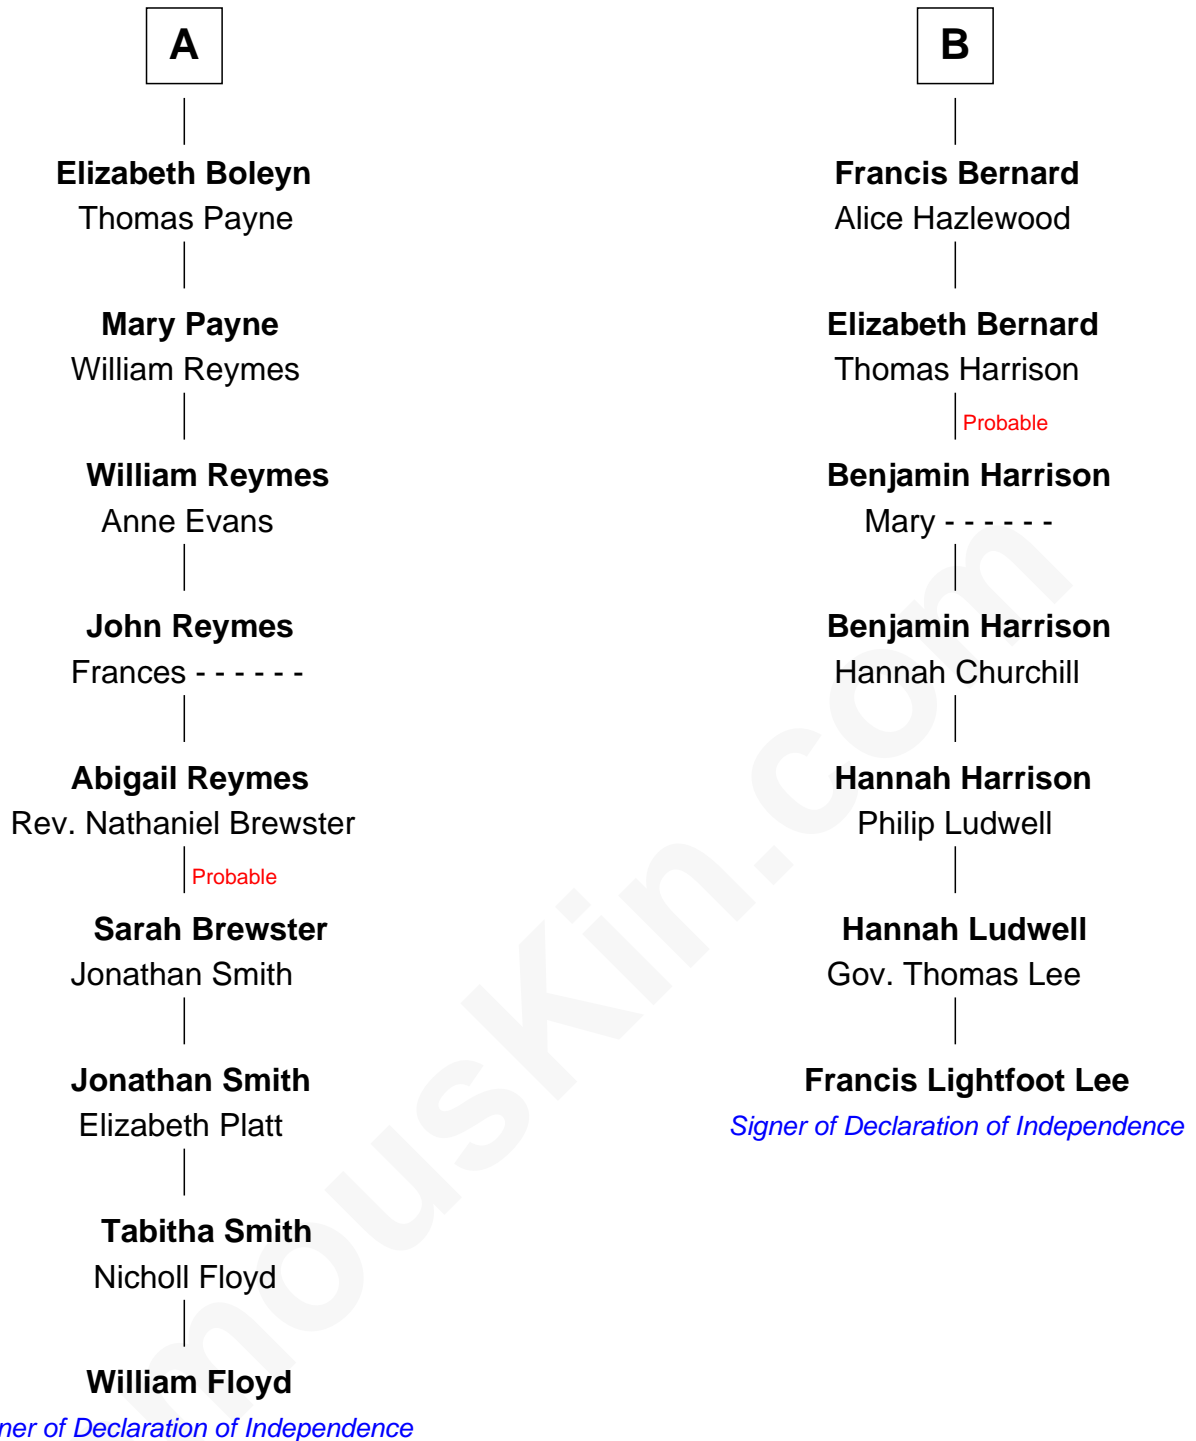 A
Elizabeth Boleyn
Thomas Payne
Mary Payne
William Reymes
William Reymes
Anne Evans
John Reymes
Frances - - - - - -
Abigail Reymes
Rev. Nathaniel Brewster
Probable
Sarah Brewster
Jonathan Smith
Jonathan Smith
Elizabeth Platt
Tabitha Smith
Nicholl Floyd
William Floyd
ner of Declaration of Independence
B
Francis Bernard
Alice Hazlewood
Elizabeth Bernard
Thomas Harrison
Probable
Benjamin Harrison
Mary - - - - - -
Benjamin Harrison
Hannah Churchill
Hannah Harrison
Philip Ludwell
Hannah Ludwell
Gov. Thomas Lee
Francis Lightfoot Lee
Signer of Declaration of Independence
mousKin.com